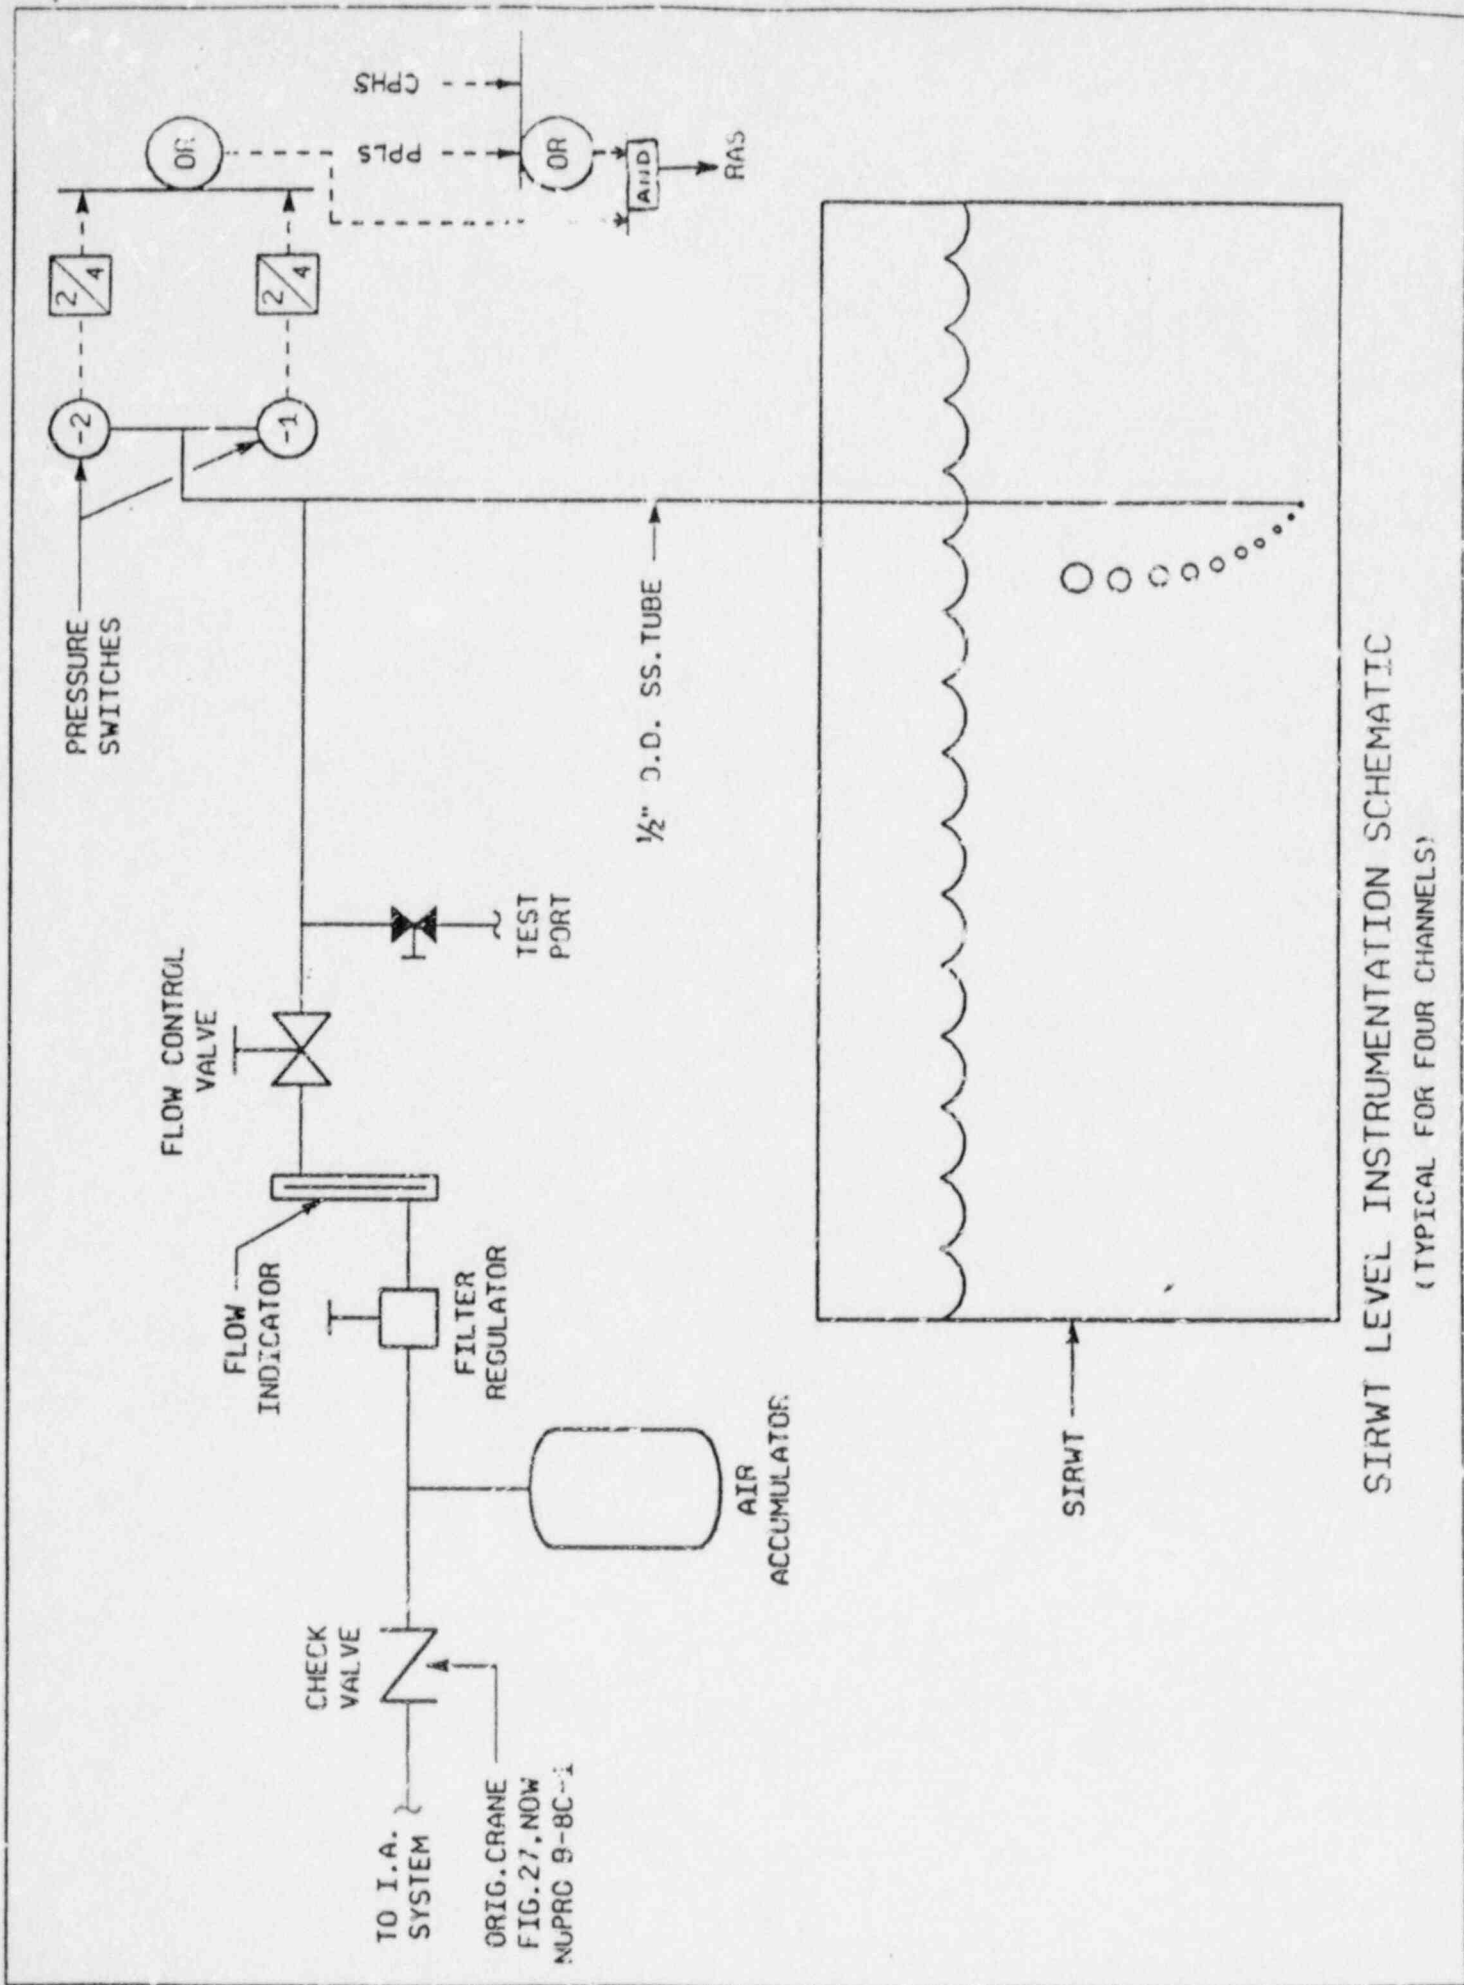 TO I.A.
SYSTEM
ORIG.CRANE
FIG.27,NOW
NUPRC 9-8C-1
CHECK
VALVE
AIR
ACCUMULATOR
FILTER
REGULATOR
FLOW
INDICATOR
FLOW CONTROL
VALVE
TEST
PORT
PRESSURE
SWITCHES
-2
-1
2/4
2/4
OR
CPHS
PPLS
OR
AND
RAS
½" O.D. SS.TUBE
SIRWT
SIRWT LEVEL INSTRUMENTATION SCHEMATIC
(TYPICAL FOR FOUR CHANNELS)